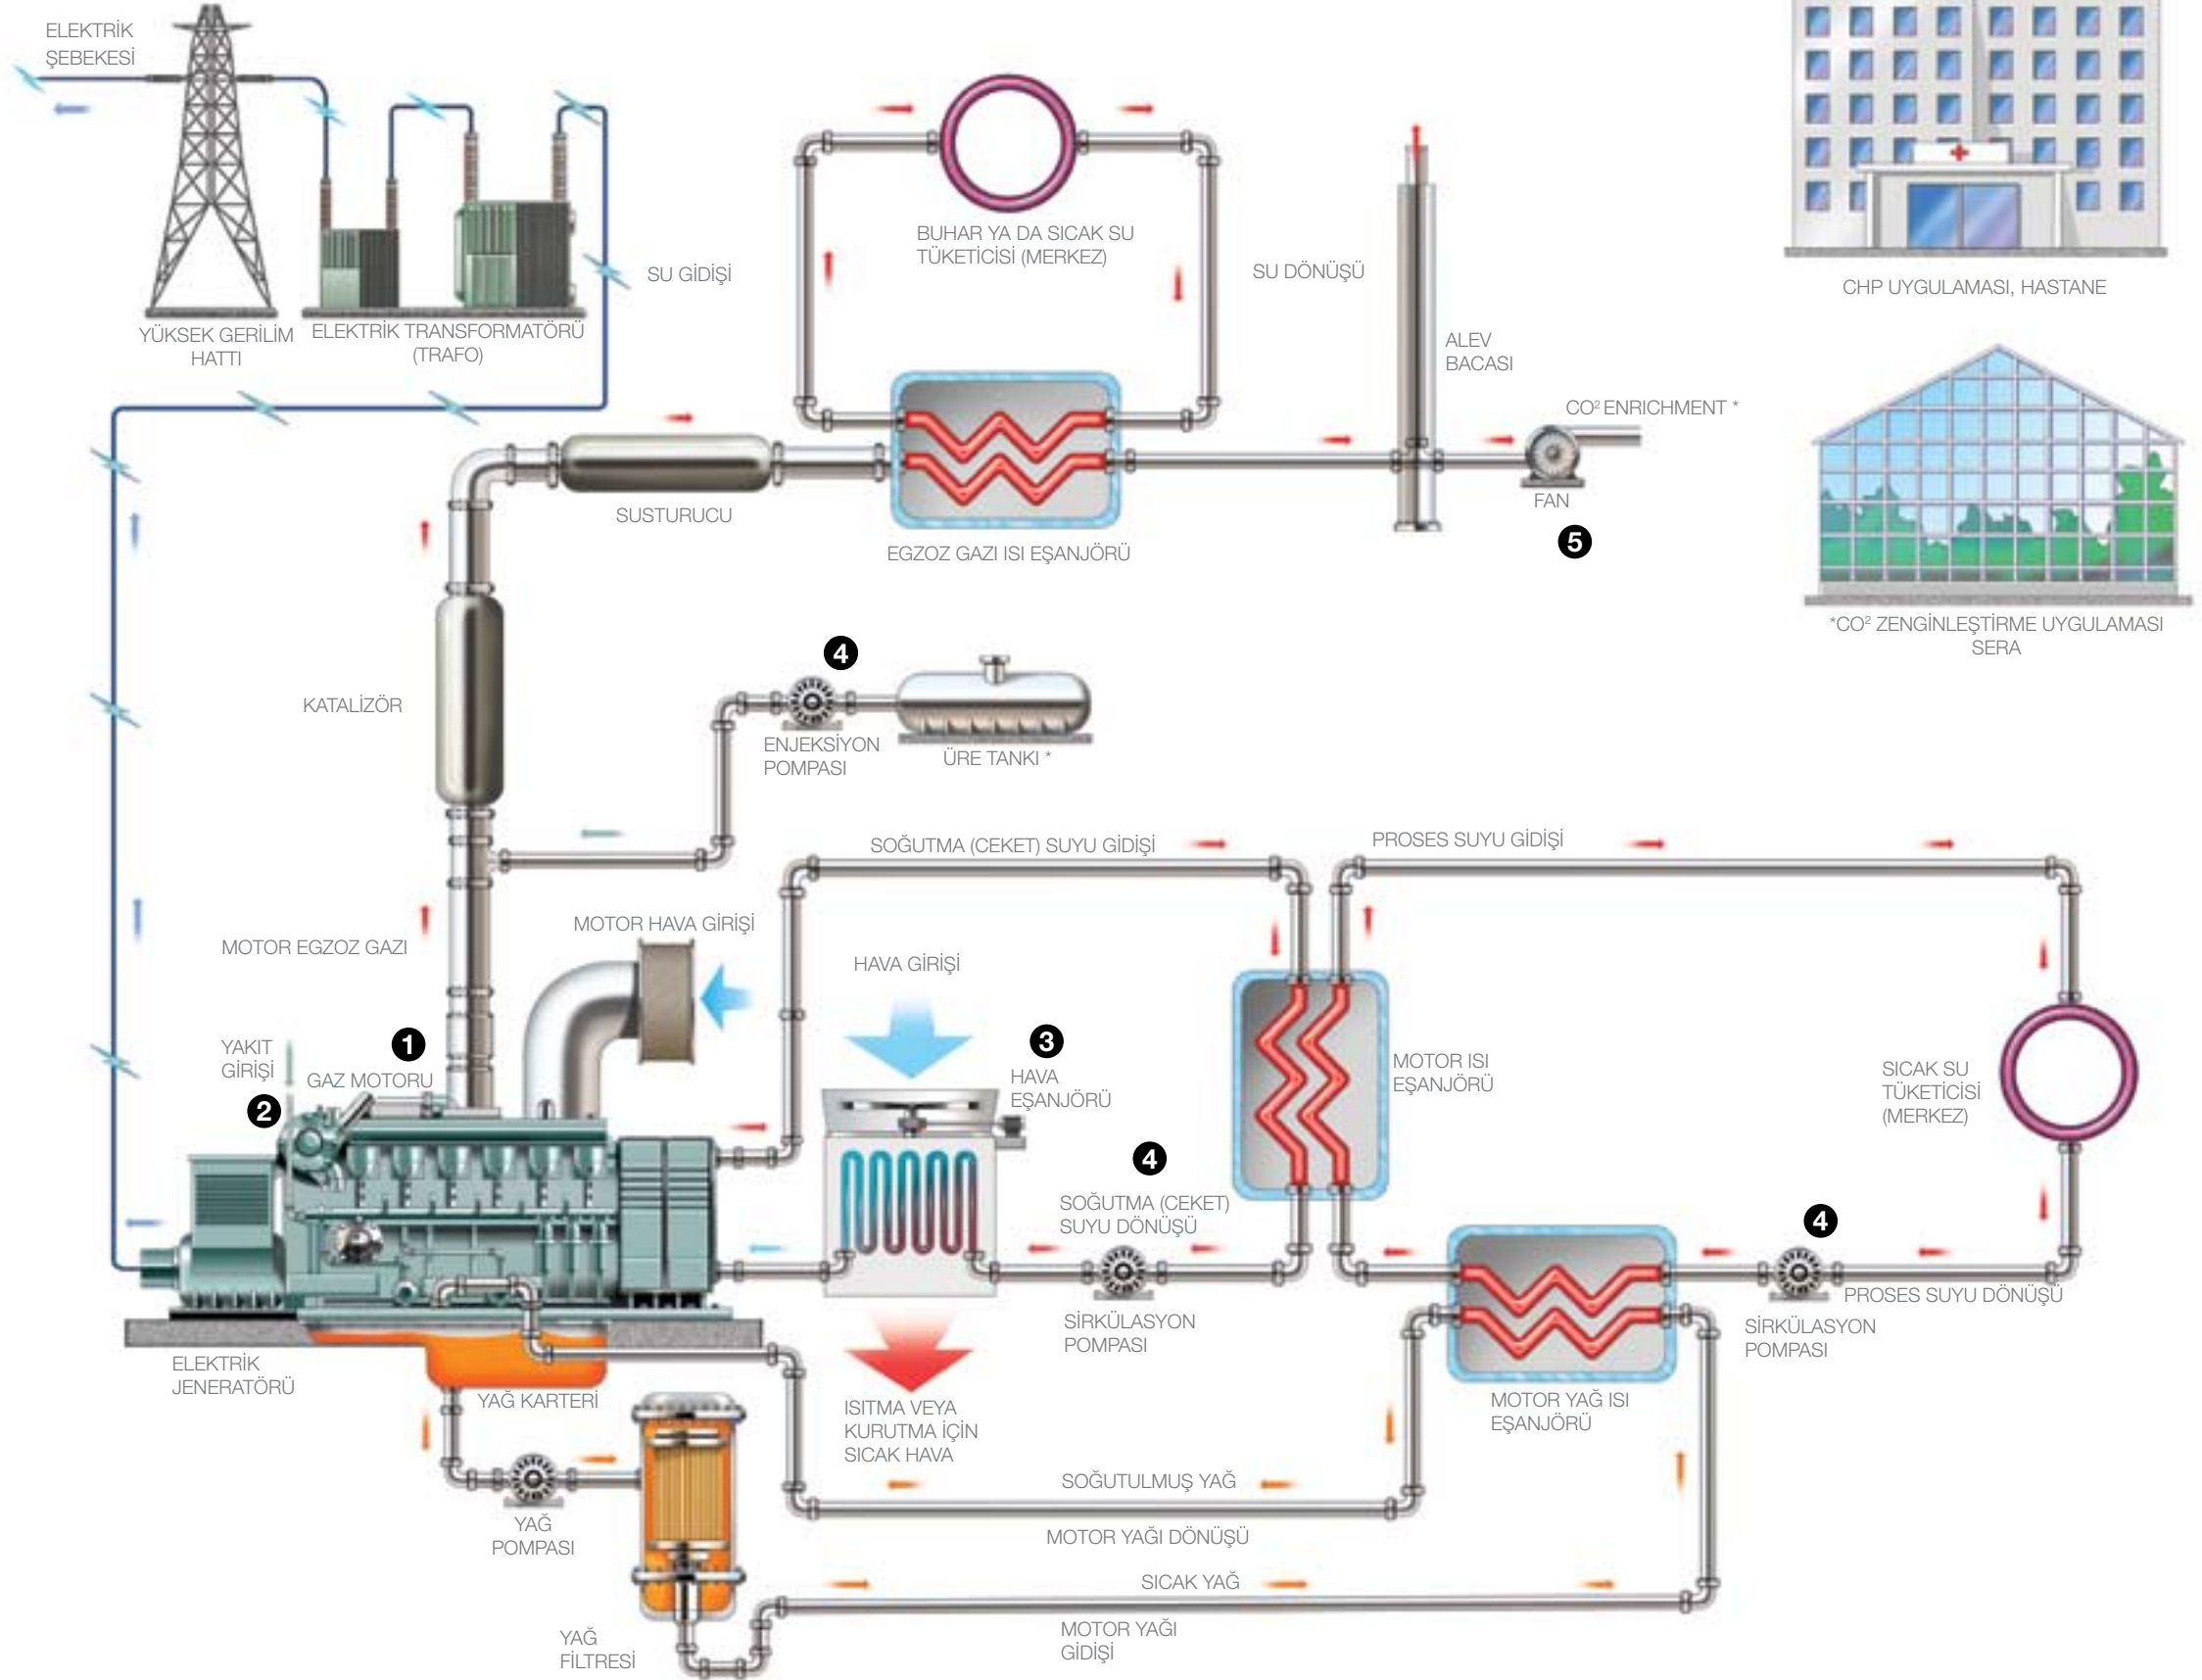 ELEKTRİK
ŞEBEKESİ
YÜKSEK GERİLİM
HATTI
ELEKTRİK TRANSFORMATÖRÜ
(TRAFO)
SU GİDİŞİ
BUHAR YA DA SICAK SU
TÜKETİCİSİ (MERKEZ)
SU DÖNÜŞÜ
ALEV
BACASI
CHP UYGULAMASI, HASTANE
CO² ENRICHMENT *
FAN
5
*CO² ZENGİNLEŞTİRME UYGULAMASI
SERA
SUSTURUCU
EGZOZ GAZI ISI EŞANJÖRÜ
KATALİZÖR
4
ENJEKSİYON
POMPASI
ÜRE TANKI *
SOĞUTMA (CEKET) SUYU GİDİŞİ
PROSES SUYU GİDİŞİ
MOTOR EGZOZ GAZI
MOTOR HAVA GİRİŞİ
HAVA GİRİŞİ
YAKIT
GİRİŞİ
1
GAZ MOTORU
2
3
HAVA
EŞANJÖRÜ
MOTOR ISI
EŞANJÖRÜ
SICAK SU
TÜKETİCİSİ
(MERKEZ)
4
SOĞUTMA (CEKET)
SUYU DÖNÜŞÜ
SİRKÜLASYON
POMPASI
4
PROSES SUYU DÖNÜŞÜ
SİRKÜLASYON
POMPASI
ELEKTRİK
JENERATÖRÜ
YAĞ KARTERİ
ISITMA VEYA
KURUTMA İÇİN
SICAK HAVA
MOTOR YAĞ ISI
EŞANJÖRÜ
SOĞUTULMUŞ YAĞ
MOTOR YAĞI DÖNÜŞÜ
YAĞ
POMPASI
SICAK YAĞ
MOTOR YAĞI
GİDİŞİ
YAĞ
FİLTRESİ